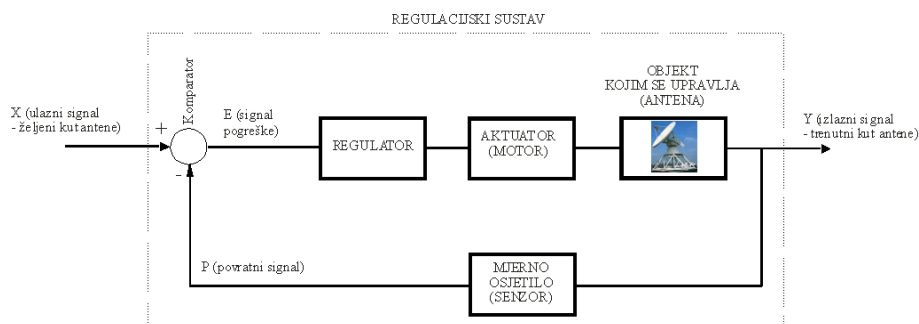 REGULACIJSKI SUSTAV
Komparator
X (ulazni signal
- željeni kut antene)
+
-
E (signal
pogreške)
REGULATOR
AKTUATOR
(MOTOR)
OBJEKT
KOJIM SE UPRAVLJA
(ANTENA)
Y (izlazni signal
- trenutni kut antene)
P (povratni signal)
MJERNO
OSJETILO
(SENZOR)